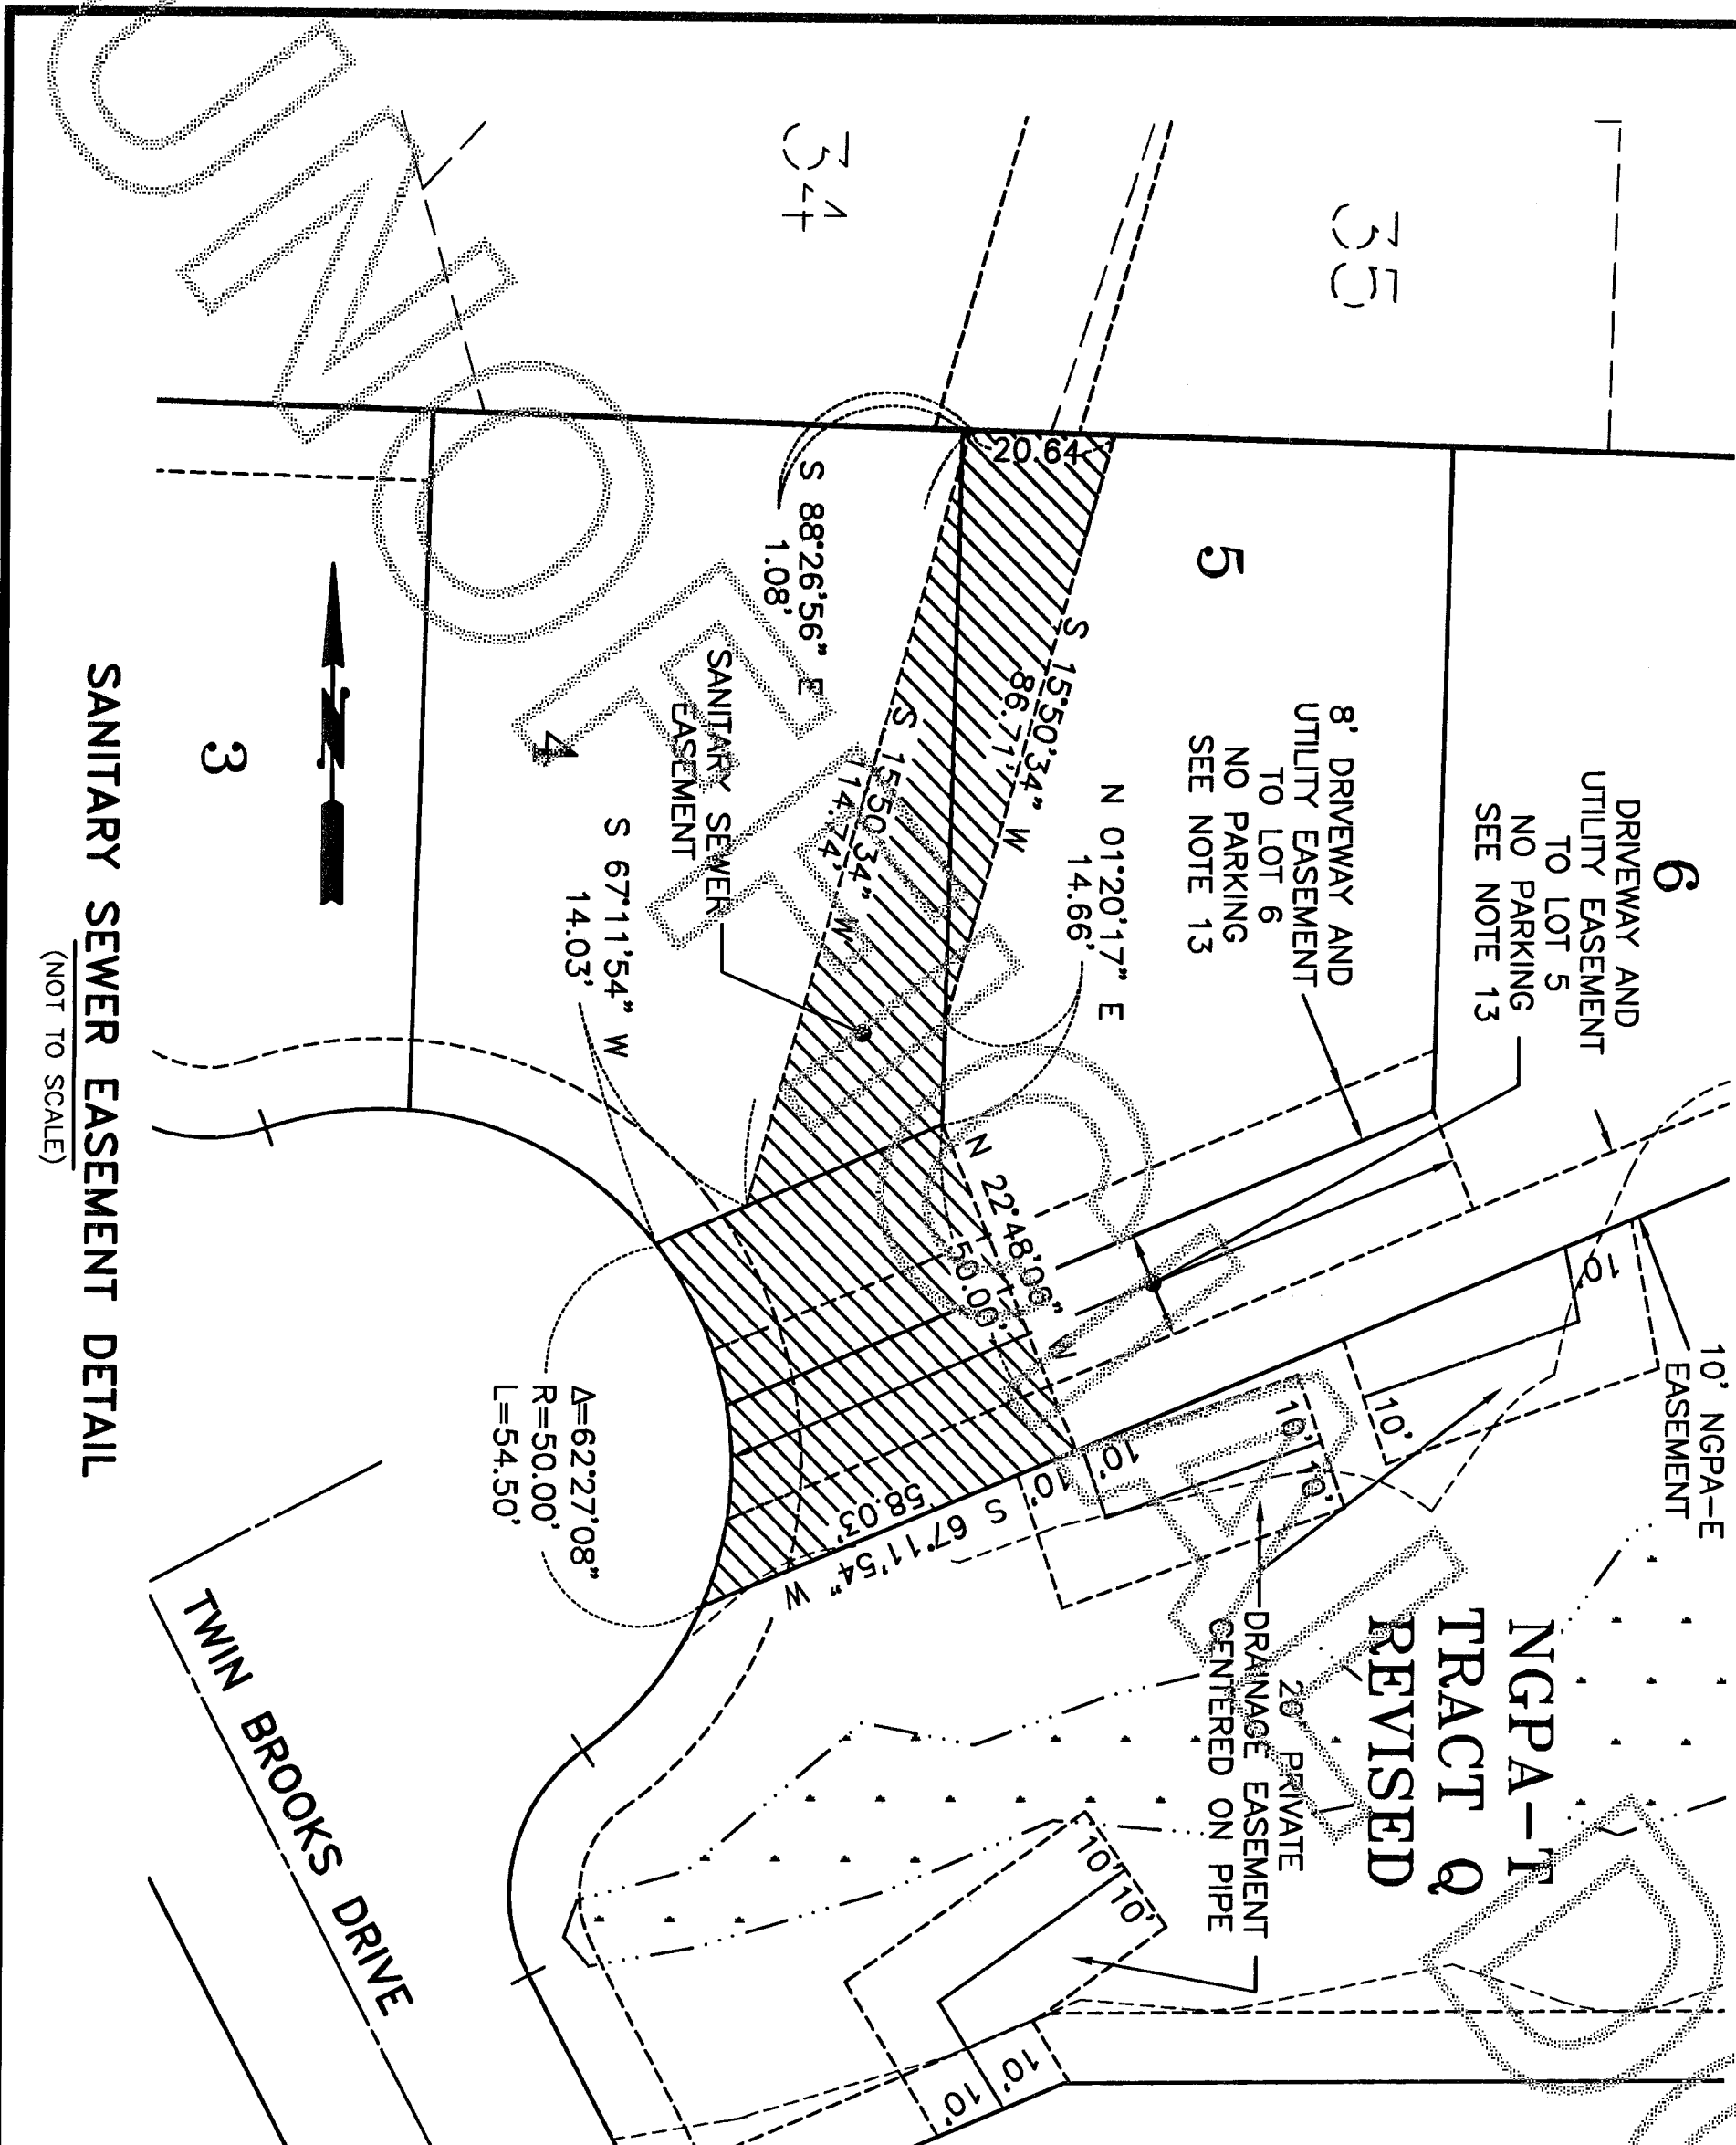 34
35
20.64
S 88°26'56" E
1.08'
5
S 15°50'34" W
86.71'
S 15°50'34" W
SANITARY SEWER
EASEMENT
4
3
N
N 01°20'17" E
14.66'
8' DRIVEWAY AND
UTILITY EASEMENT
TO LOT 6
NO PARKING
SEE NOTE 13
6
DRIVEWAY AND
UTILITY EASEMENT
TO LOT 5
NO PARKING
SEE NOTE 13
S 67°11'54" W
14.03'
N 22°48'06" W
50.00'
S 67°11'54" W
58.03'
Δ=62°27'08"
R=50.00'
L=54.50'
10' NGPA-E
EASEMENT
10'
10'
10'
10'
10'
10'
NGPA-T
TRACT Q
REVISED
20' PRIVATE
DRAINAGE EASEMENT
CENTERED ON PIPE
10'
10'
10'
10'
TWIN BROOKS DRIVE
SANITARY SEWER EASEMENT DETAIL
(NOT TO SCALE)
UNOFFICIAL